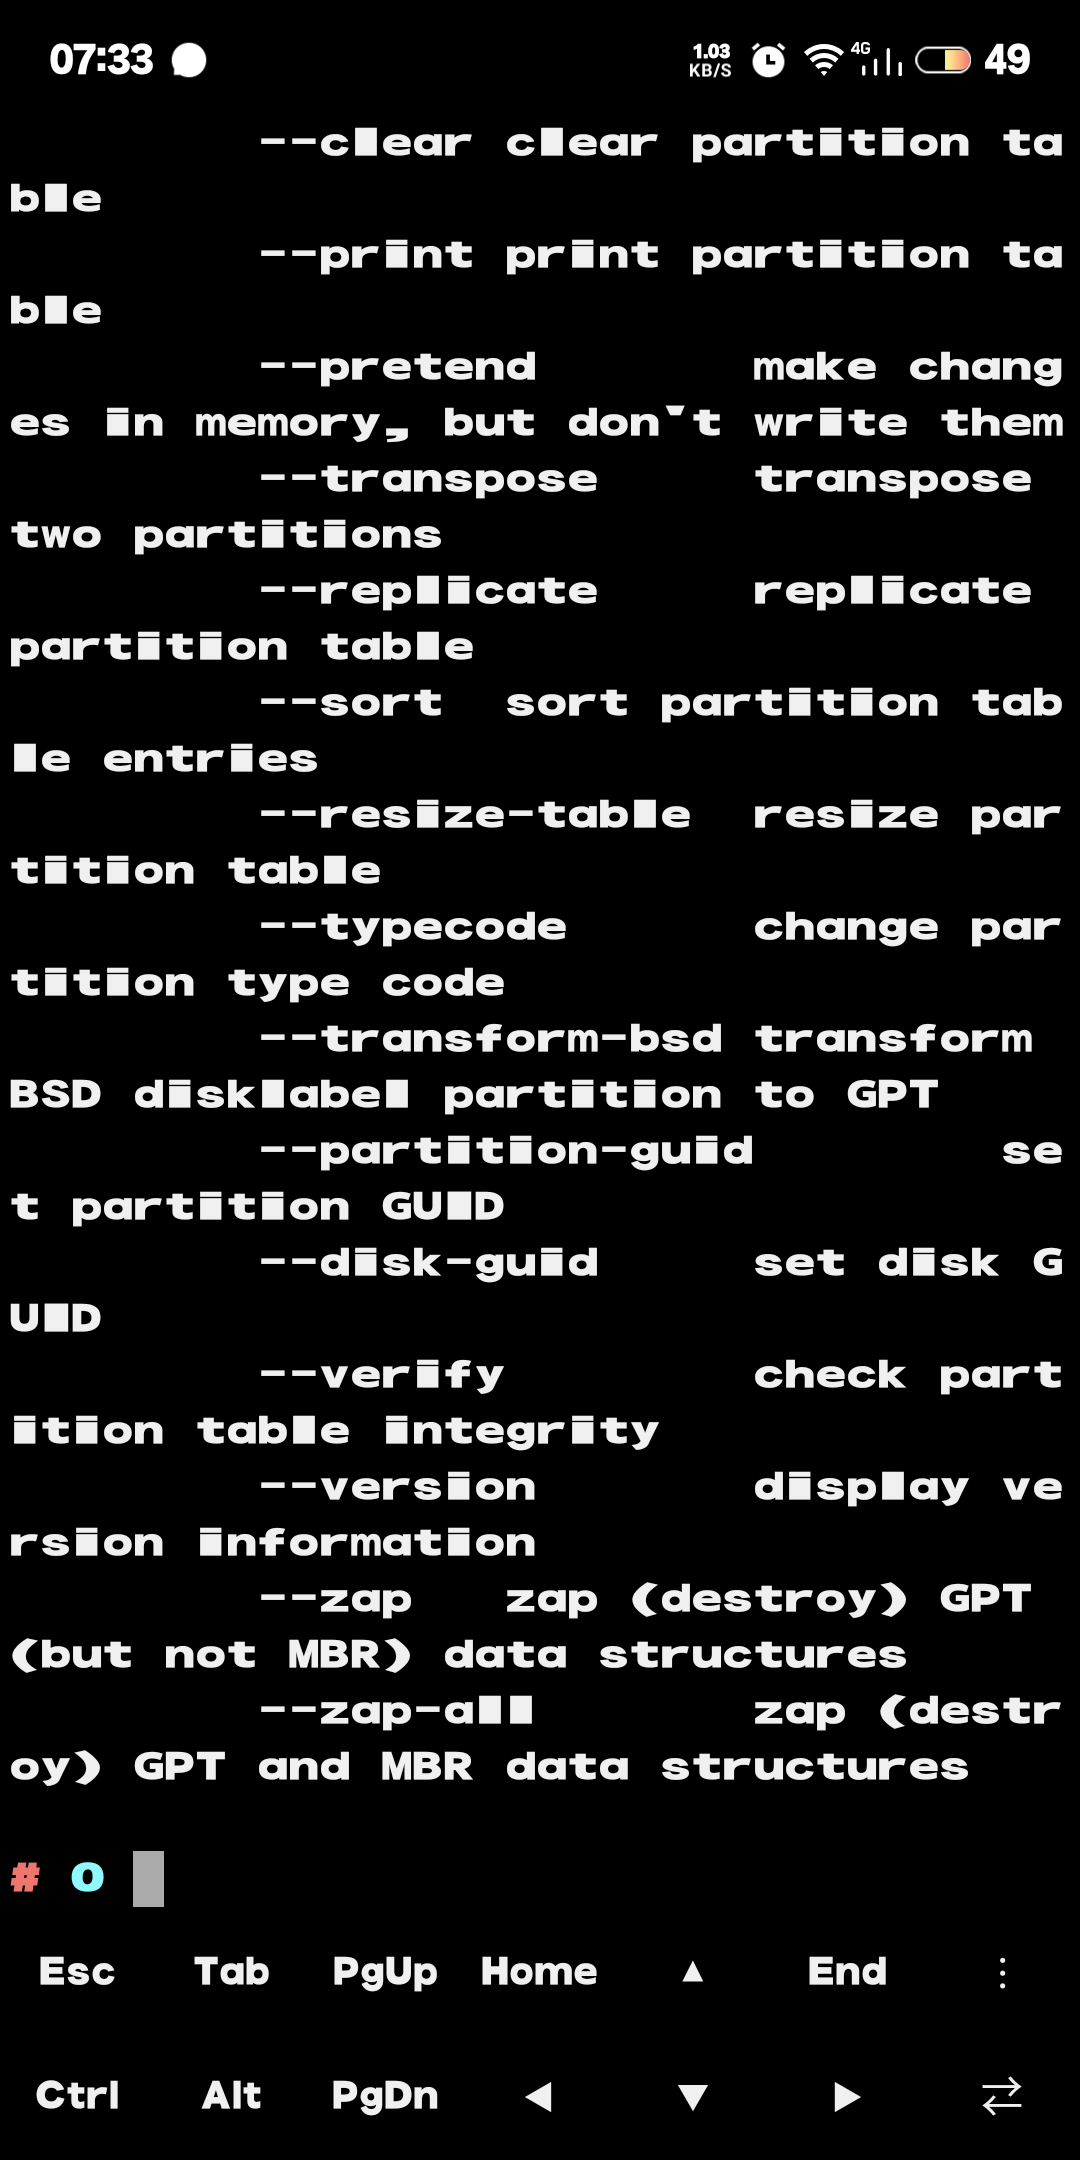 07:33 1.03 KB/S 4G 49
--clear clear partition ta
ble
--print print partition ta
ble
--pretend make chang
es in memory, but don't write them
--transpose transpose
two partitions
--replicate replicate
partition table
--sort sort partition tab
le entries
--resize-table resize par
tition table
--typecode change par
tition type code
--transform-bsd transform
BSD disklabel partition to GPT
--partition-guid se
t partition GUID
--disk-guid set disk G
UID
--verify check part
ition table integrity
--version display ve
rsion information
--zap zap (destroy) GPT
(but not MBR) data structures
--zap-all zap (destr
oy) GPT and MBR data structures
# 0
Esc Tab PgUp Home ▲ End ⋮
Ctrl Alt PgDn ◀ ▼ ▶ ⇄